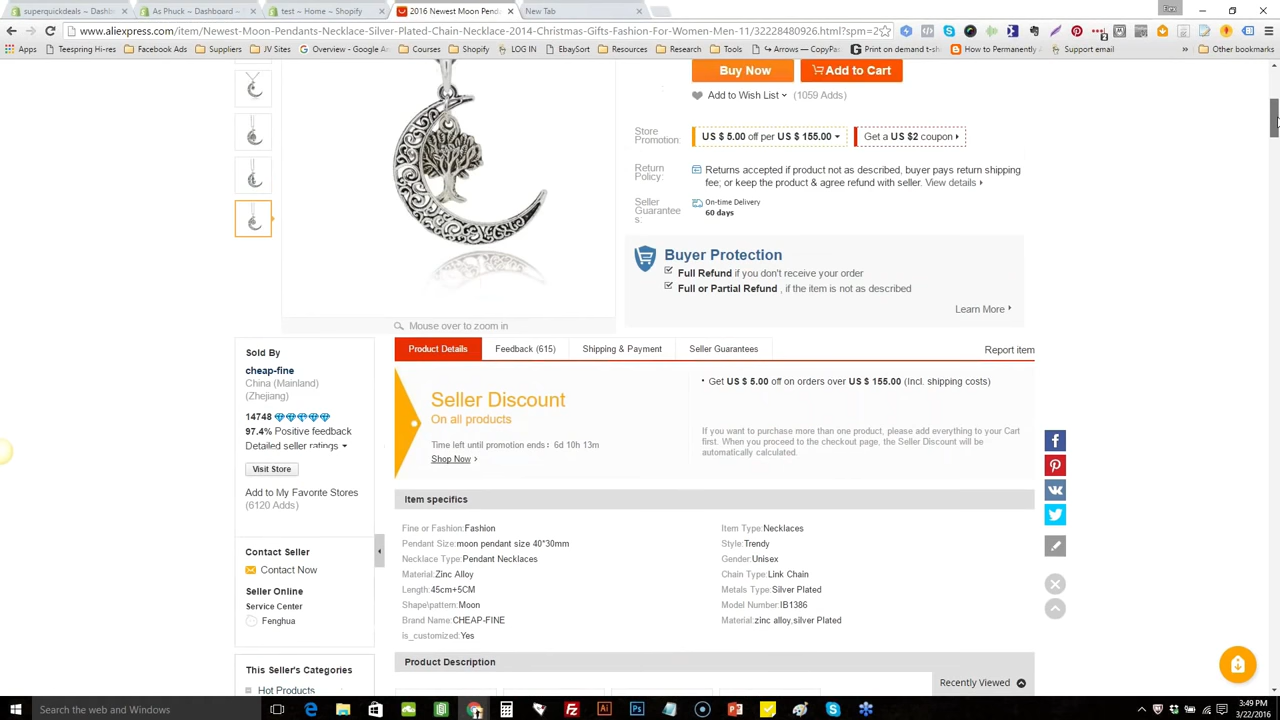 superquickdeals ~ Dashb
As Phuck ~ Dashboard ~
test ~ Home ~ Shopify
2016 Newest Moon Pend
New Tab
www.aliexpress.com/item/Newest-Moon-Pendants-Necklace-Silver-Plated-Chain-Necklace-2014-Christmas-Gifts-Fashion-For-Women-Men-11/32228480926.html?spm=2
Apps
Teespring Hi-res
Facebook Ads
Suppliers
JV Sites
Overview - Google A
Courses
Shopify
LOG IN
EbaySort
Resources
Research
Tools
Arrows — CopyPas
Print on demand t-sh
How to Permanently
Support email
»
Other bookmarks
Buy Now
Add to Cart
Add to Wish List (1059 Adds)
Store
Promotion:
US $ 5.00 off per US $ 155.00
Get a US $2 coupon
Return
Policy:
Returns accepted if product not as described, buyer pays return shipping
fee; or keep the product & agree refund with seller. View details
Seller
Guarantee
s:
On-time Delivery
60 days
Buyer Protection
Full Refund if you don't receive your order
Full or Partial Refund , if the item is not as described
Learn More
Mouse over to zoom in
Sold By
cheap-fine
China (Mainland)
(Zhejiang)
14748
97.4% Positive feedback
Detailed seller ratings
Visit Store
Add to My Favorite Stores
(6120 Adds)
Contact Seller
Contact Now
Seller Online
Service Center
Fenghua
This Seller's Categories
Hot Products
Product Details
Feedback (615)
Shipping & Payment
Seller Guarantees
Report item
Seller Discount
On all products
Time left until promotion ends: 6d 10h 13m
Shop Now >
• Get US $ 5.00 off on orders over US $ 155.00 (Incl. shipping costs)
If you want to purchase more than one product, please add everything to your Cart
first. When you proceed to the checkout page, the Seller Discount will be
automatically calculated.
Item specifics
Fine or Fashion:Fashion
Item Type:Necklaces
Pendant Size:moon pendant size 40*30mm
Style:Trendy
Necklace Type:Pendant Necklaces
Gender:Unisex
Material:Zinc Alloy
Chain Type:Link Chain
Length:45cm+5CM
Metals Type:Silver Plated
Shape\pattern:Moon
Model Number:IB1386
Brand Name:CHEAP-FINE
Material:zinc alloy,silver Plated
is_customized:Yes
Product Description
Recently Viewed
Search the web and Windows
3:49 PM
3/22/2016